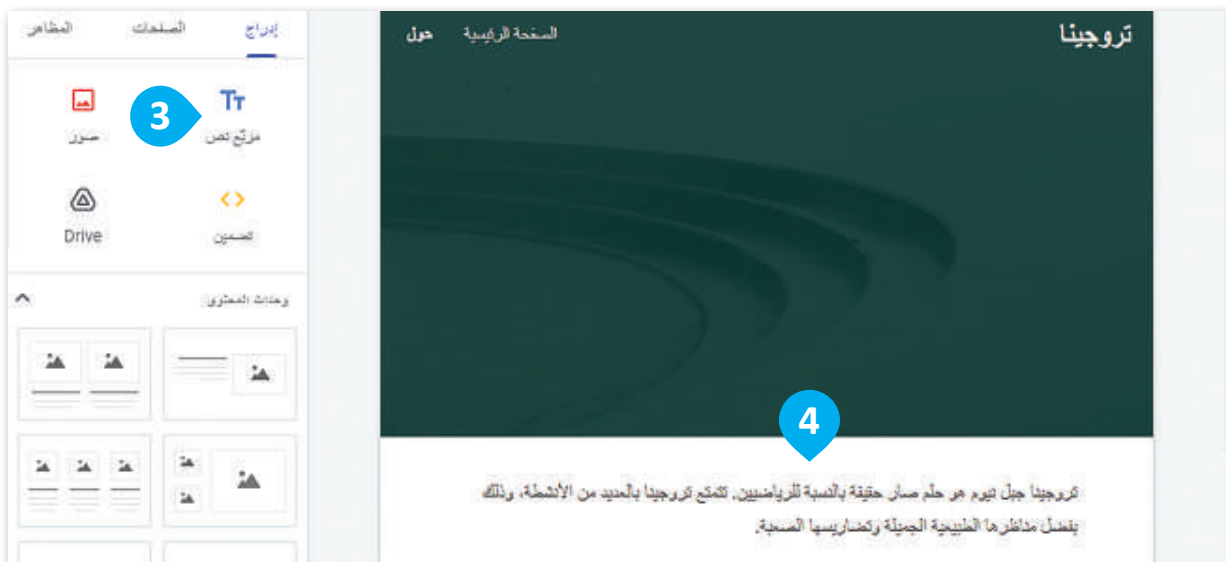 تروجينا
الصفحة الرئيسية حول
إدراج الصفحات المظاهر
3
مربّع نص صور
تضمين Drive
وحدات المحتوى
4
تروجينا جبل نيوم هو حلم صار حقيقة بالنسبة للرياضيين. تتمتع تروجينا بالعديد من الأنشطة، وذلك
بفضل مناظرها الطبيعية الجميلة وتضاريسها الصعبة.